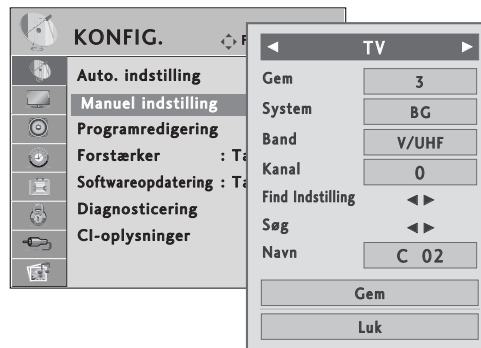 KONFIG.
Auto. indstilling
Manuel indstilling
Programredigering
Forstærker : Ta
Softwareopdatering : Ta
Diagnosticering
CI-oplysninger
◄ TV ►
Gem 3
System BG
Band V/UHF
Kanal 0
Find Indstilling ◄►
Søg ◄►
Navn C 02
Gem
Luk